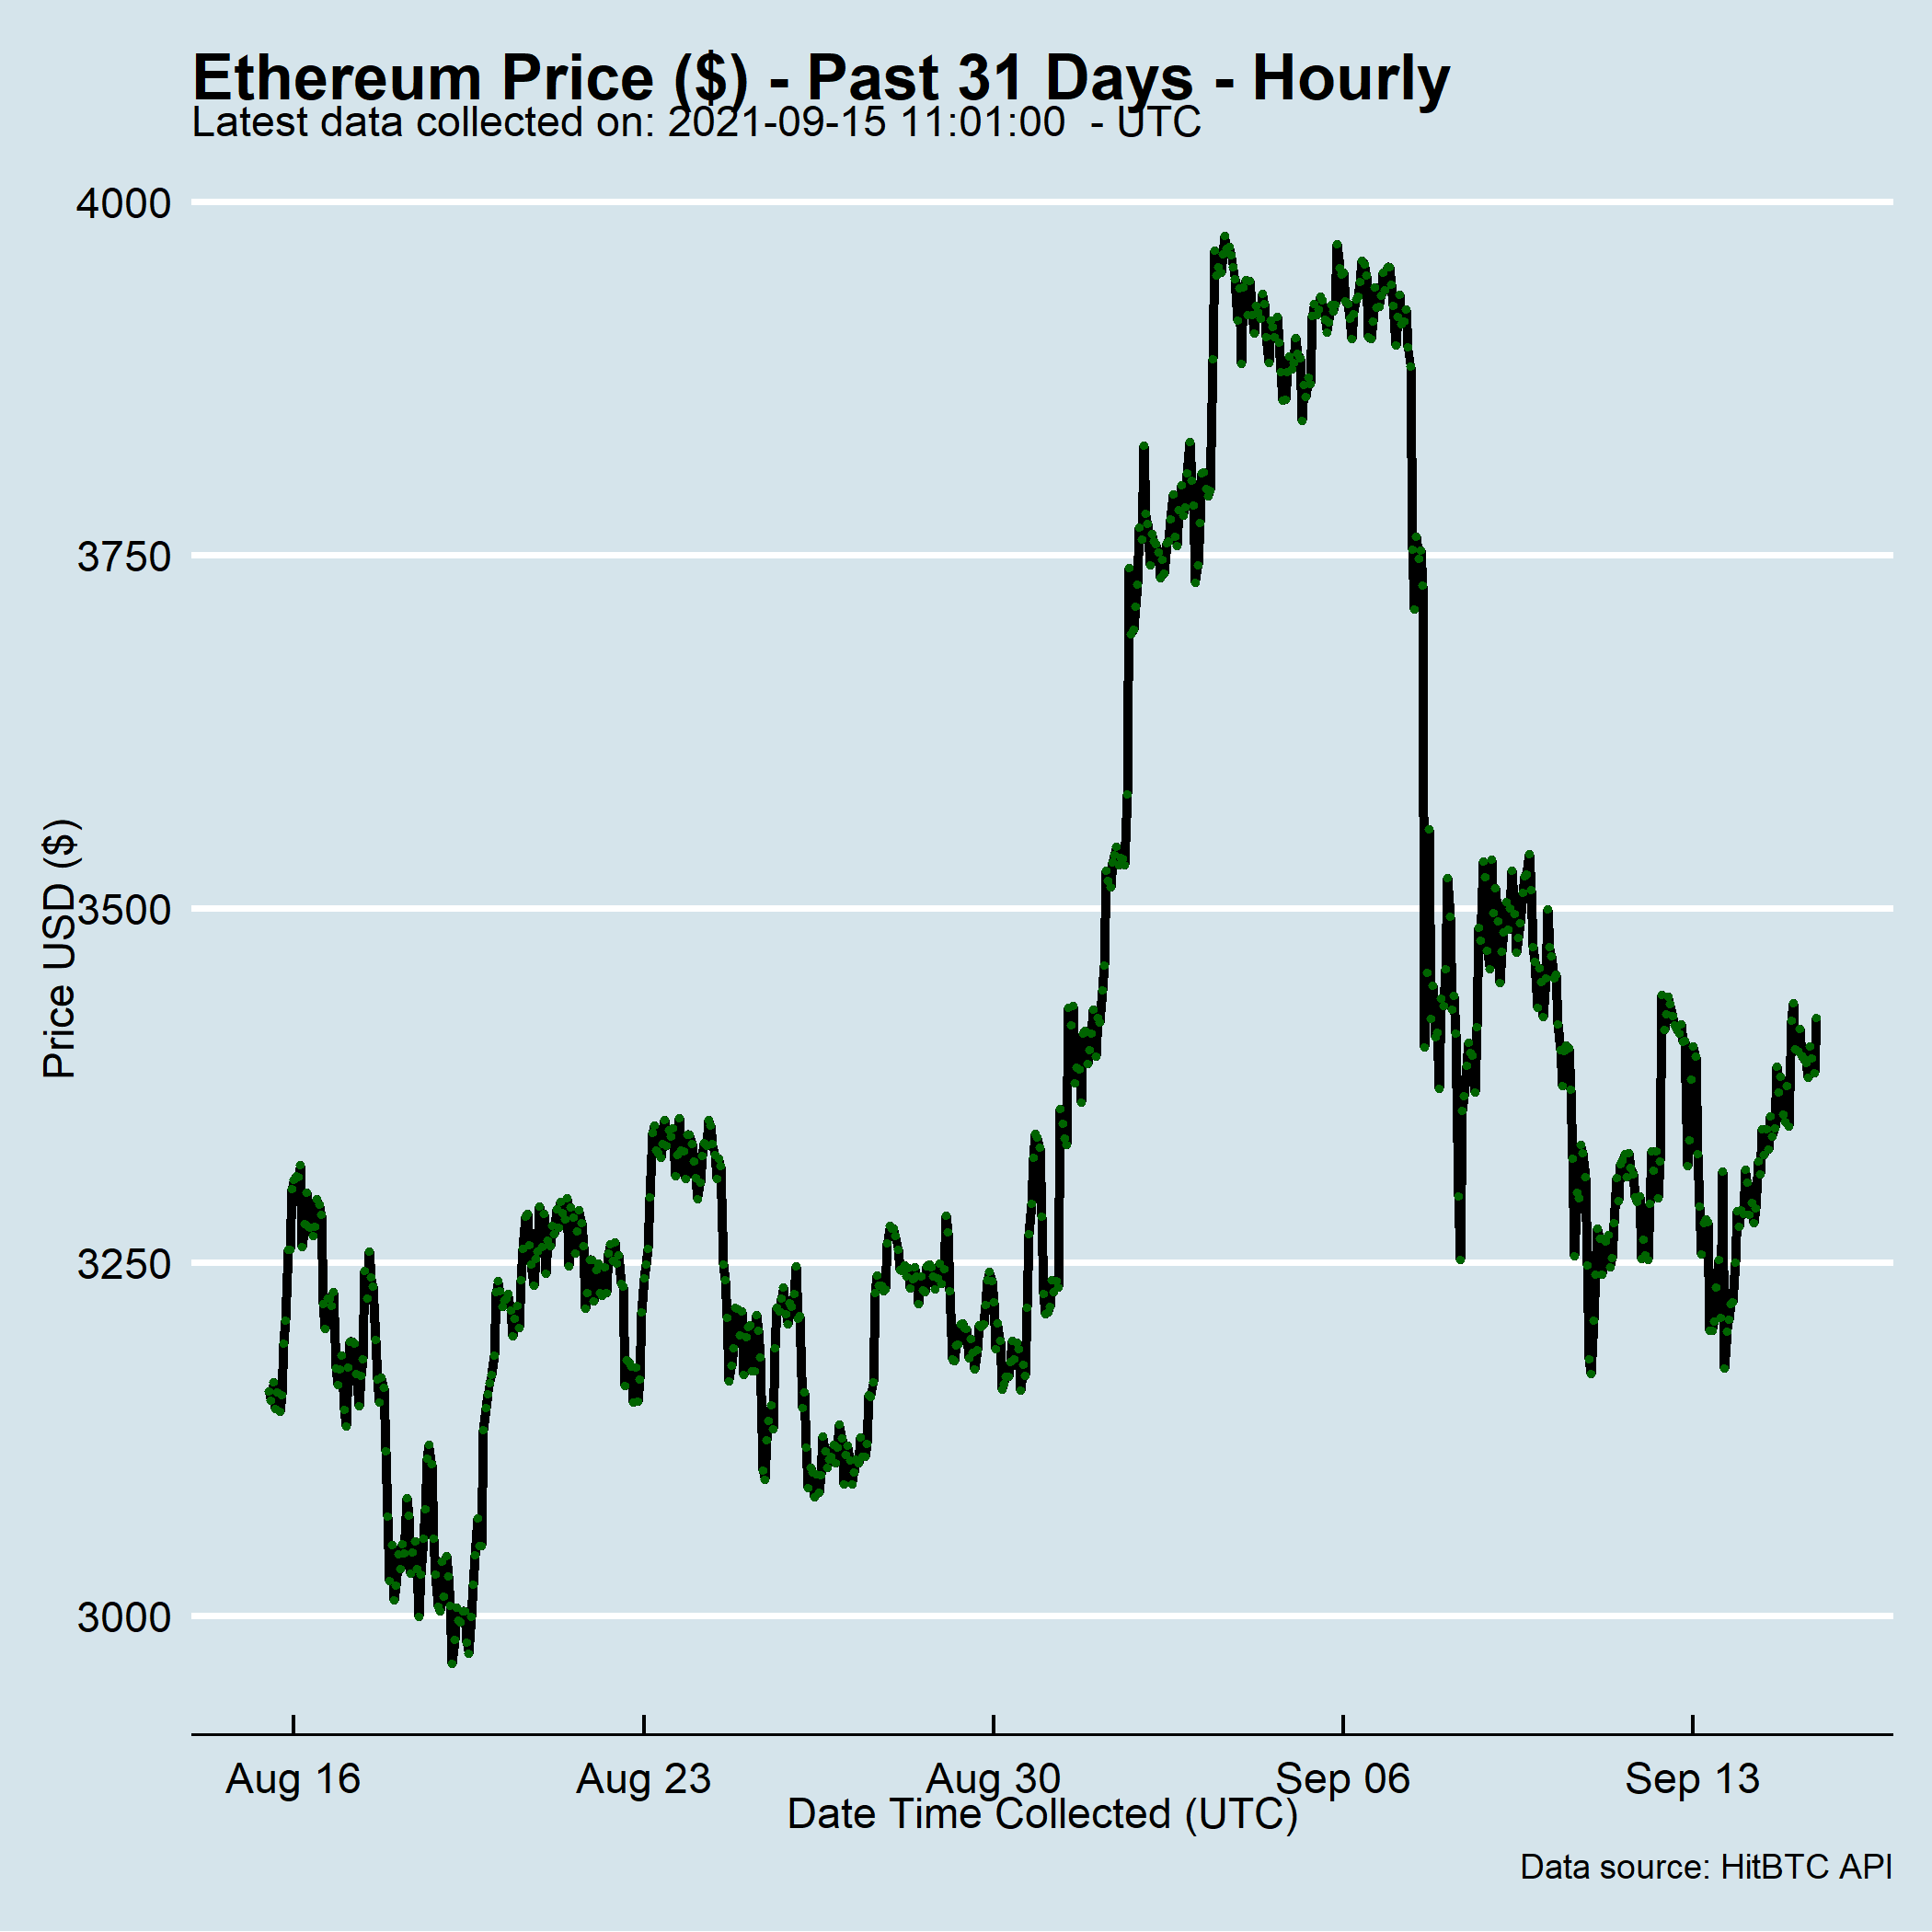 Ethereum Price ($) - Past 31 Days - Hourly
Latest data collected on: 2021-09-15 11:01:00  - UTC
4000
3750
3500
3250
3000
Price USD ($)
Aug 16
Aug 23
Aug 30
Sep 06
Sep 13
Date Time Collected (UTC)
Data source: HitBTC API